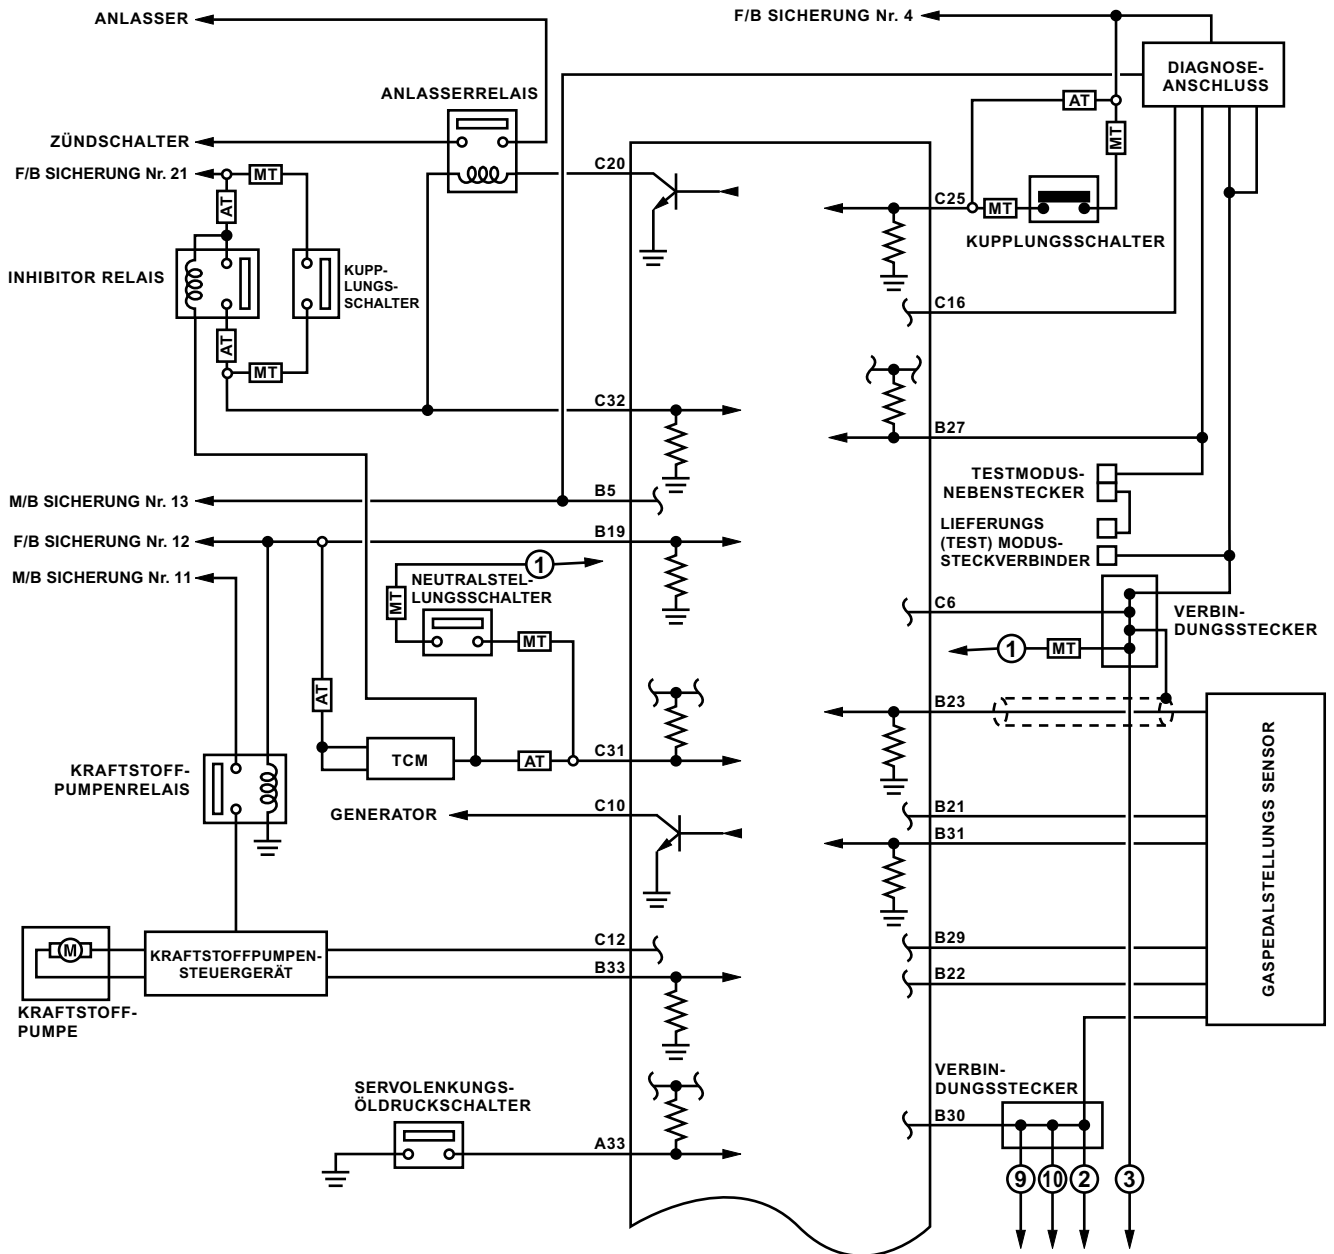 ANLASSER
F/B SICHERUNG Nr. 4
DIAGNOSE-
ANSCHLUSS
ANLASSERRELAIS
AT
MT
ZÜNDSCHALTER
F/B SICHERUNG Nr. 21
MT
AT
C20
C25
MT
KUPPLUNGSSCHALTER
INHIBITOR RELAIS
KUPP-
LUNGS-
SCHALTER
C16
AT
MT
C32
B27
TESTMODUS-
NEBENSTECKER
LIEFERUNGS
(TEST) MODUS-
STECKVERBINDER
M/B SICHERUNG Nr. 13
B5
F/B SICHERUNG Nr. 12
B19
M/B SICHERUNG Nr. 11
1
NEUTRALSTEL-
LUNGSSCHALTER
MT
MT
C6
VERBIN-
DUNGSSTECKER
1
MT
AT
B23
GASPEDALSTELLUNGS SENSOR
TCM
AT
C31
KRAFTSTOFF-
PUMPENRELAIS
GENERATOR
C10
B21
B31
M
KRAFTSTOFFPUMPEN-
STEUERGERÄT
C12
B33
B29
B22
KRAFTSTOFF-
PUMPE
SERVOLENKUNGS-
ÖLDRUCKSCHALTER
A33
VERBIN-
DUNGSSTECKER
B30
9
10
2
3